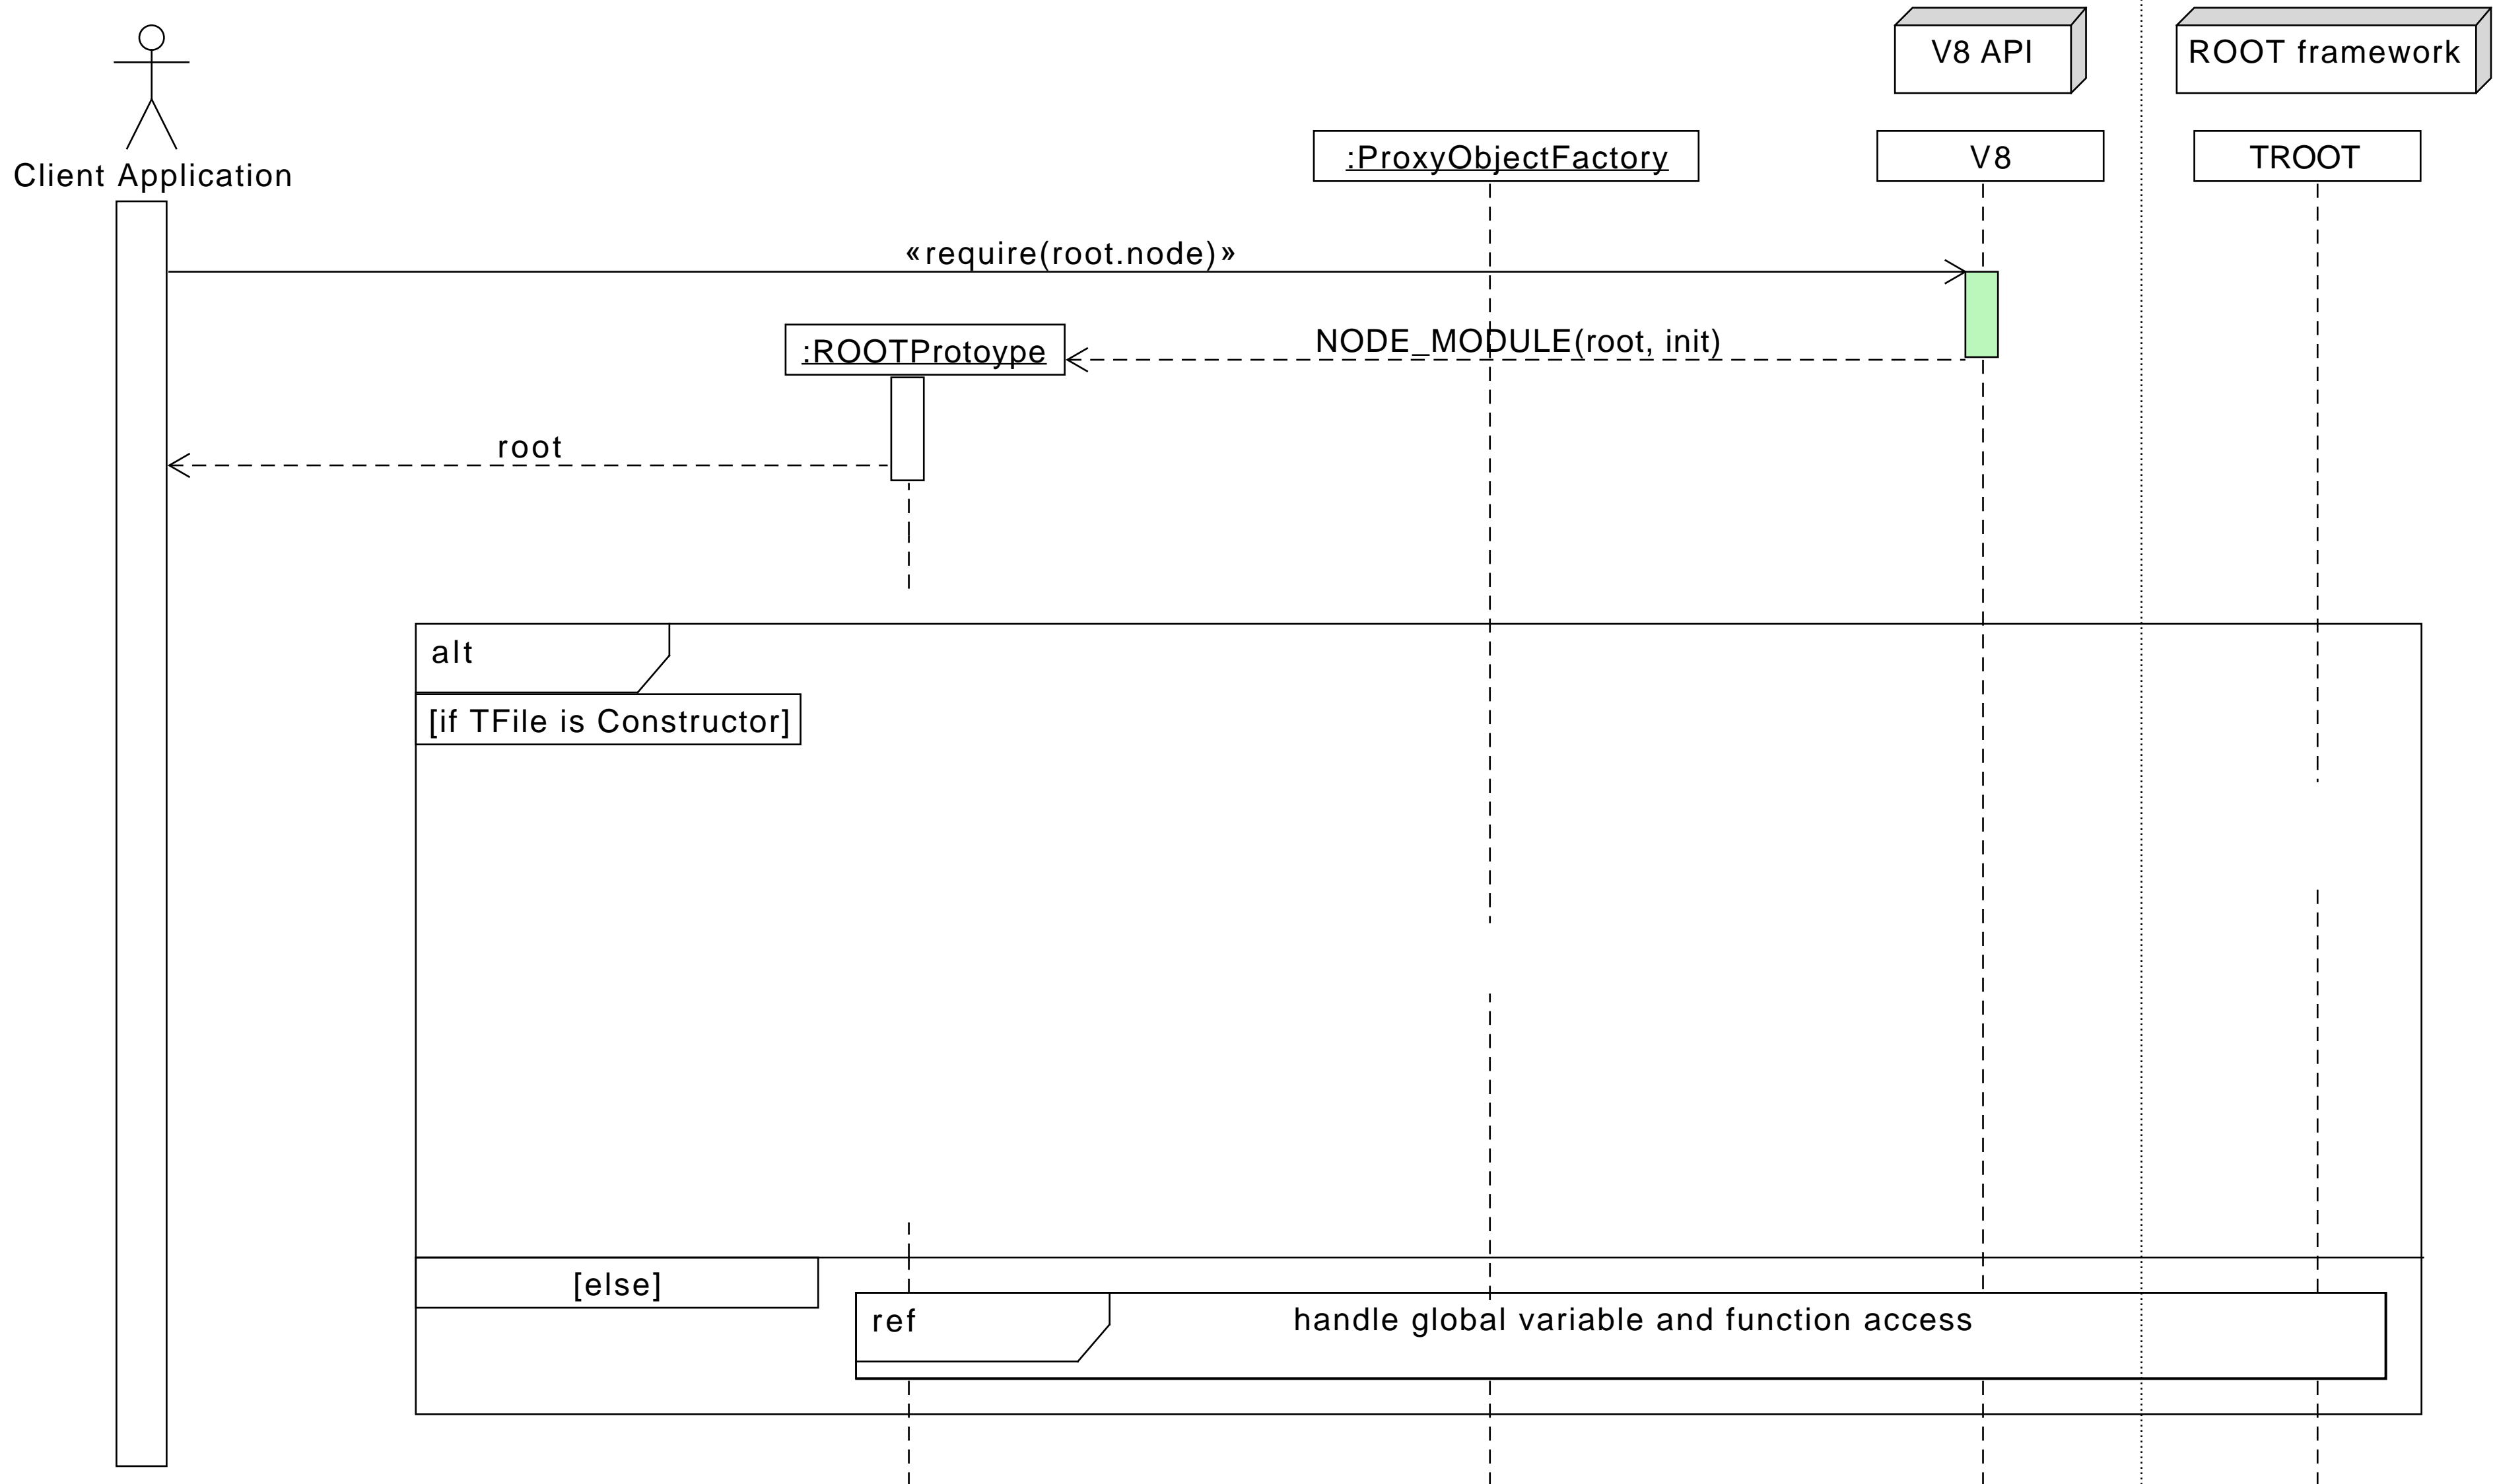 V8 API
ROOT framework
:ProxyObjectFactory
V8
TROOT
Client Application
«require(root.node)»
NODE_MODULE(root, init)
:ROOTProtoype
root
alt
[if TFile is Constructor]
[else]
ref
handle global variable and function access